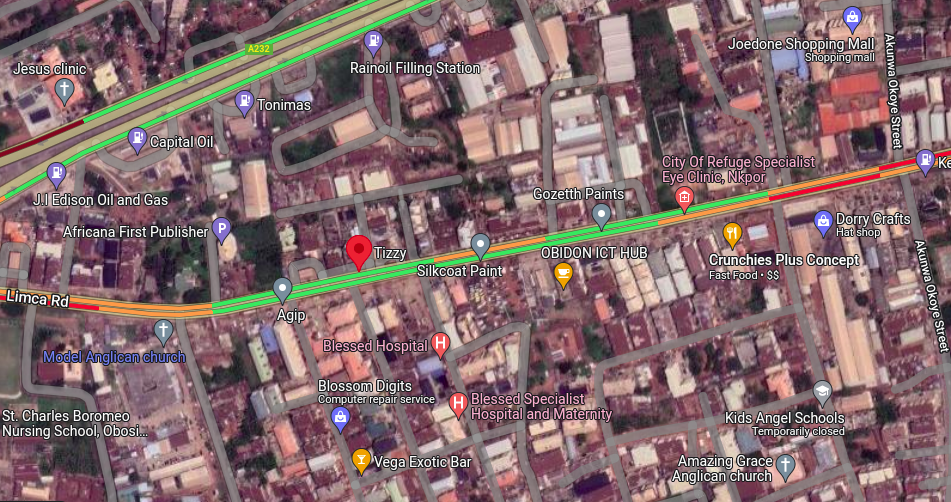 Joedone Shopping Mall
Shopping mall
Akunwa Okoye Street
A232
Jesus clinic
Rainoil Filling Station
Tonimas
Capital Oil
City Of Refuge Specialist
Eye Clinic, Nkpor
Ke
J.I Edison Oil and Gas
Gozetth Paints
Africana First Publisher
P
Dorry Crafts
Hat shop
Tizzy
OBIDON ICT HUB
Crunchies Plus Concept
Fast Food • $$
Silkcoat Paint
Akunwa Okoye Street
Limca Rd
Agip
Model Anglican church
Blessed Hospital
H
Blossom Digits
Computer repair service
H
Blessed Specialist
Hospital and Maternity
St. Charles Boromeo
Nursing School, Obosi...
Kids Angel Schools
Temporarily closed
Vega Exotic Bar
Amazing Grace
Anglican church